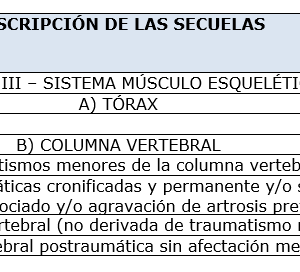 SCRIPCIÓN DE LAS SECUELAS
III – SISTEMA MÚSCULO ESQUELÉTI
A) TÓRAX
B) COLUMNA VERTEBRAL
tismos menores de la columna verteb
áticas cronificadas y permanente y/o s
ociado y/o agravación de artrosis pre
rtebral (no derivada de traumatismo
ebral postraumática sin afectación me